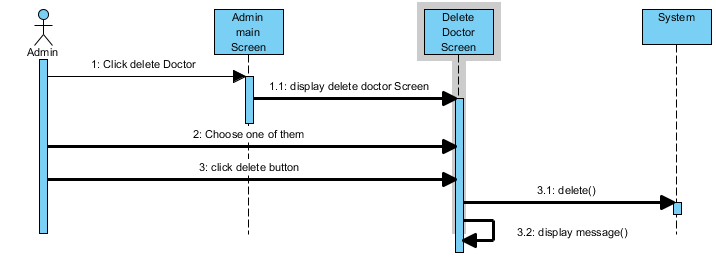 Admin
main
Screen
Delete
Doctor
Screen
System
Admin
1: Click delete Doctor
1.1: display delete doctor Screen
2: Choose one of them
3: click delete button
3.1: delete()
3.2: display message()